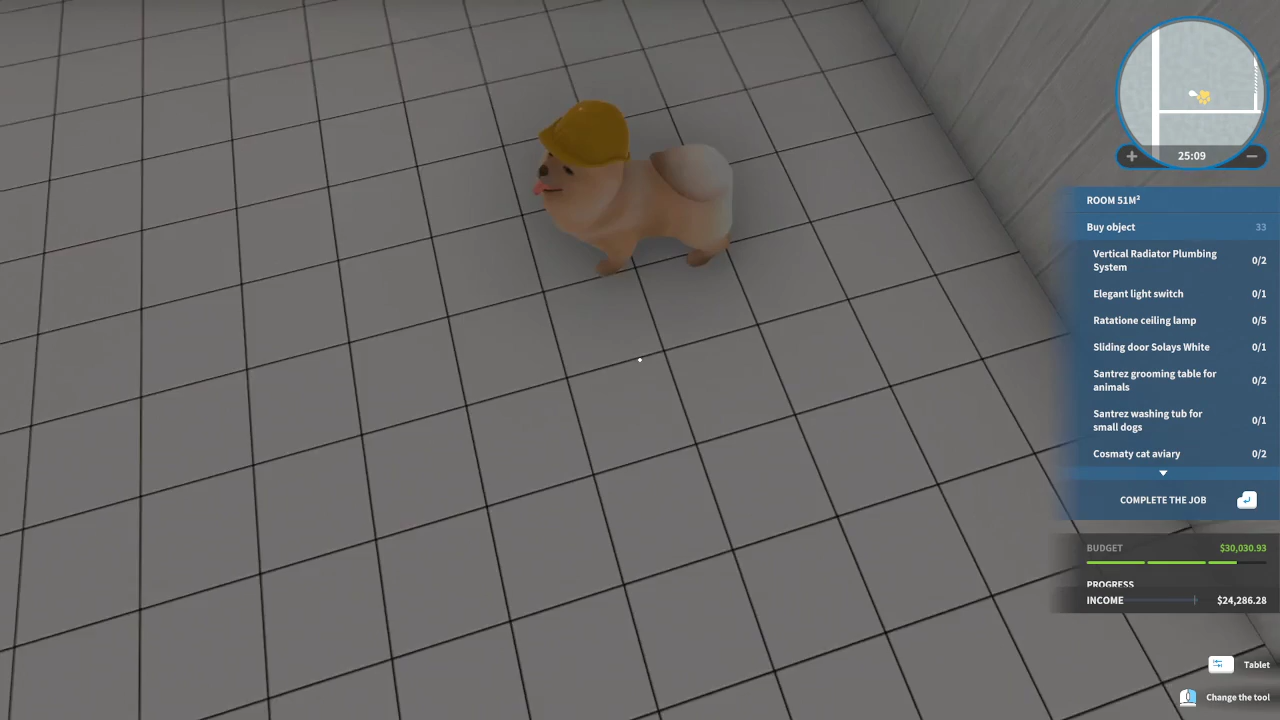 25:09
ROOM 51M²
Buy object 33
Vertical Radiator Plumbing
System 0/2
Elegant light switch 0/1
Ratatione ceiling lamp 0/5
Sliding door Solays White 0/1
Santrez grooming table for
animals 0/2
Santrez washing tub for
small dogs 0/1
Cosmaty cat aviary 0/2
COMPLETE THE JOB
BUDGET $30,030.93
PROGRESS
INCOME $24,286.28
Tablet
Change the tool